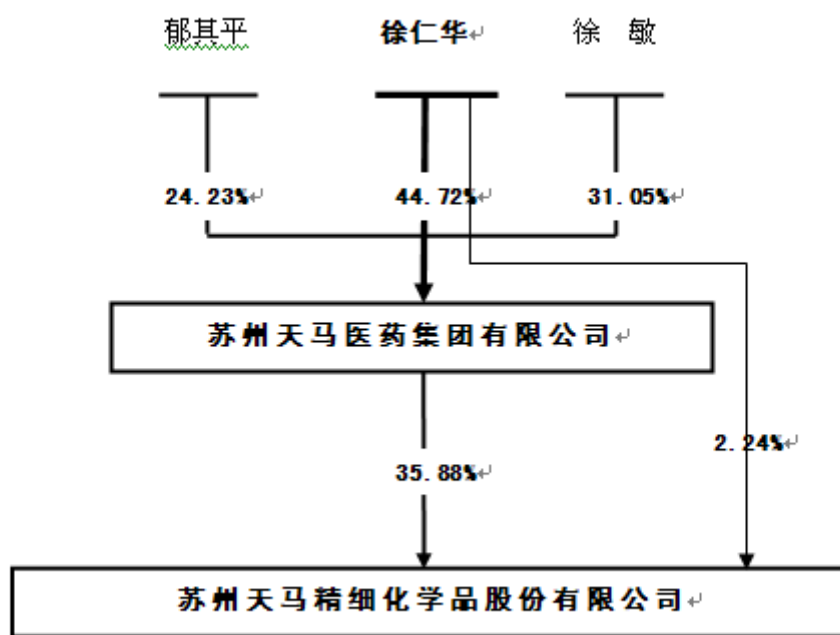 郁其平 徐仁华 徐 敏
24.23% 44.72% 31.05%
苏州天马医药集团有限公司
2.24%
35.88%
苏州天马精细化学品股份有限公司